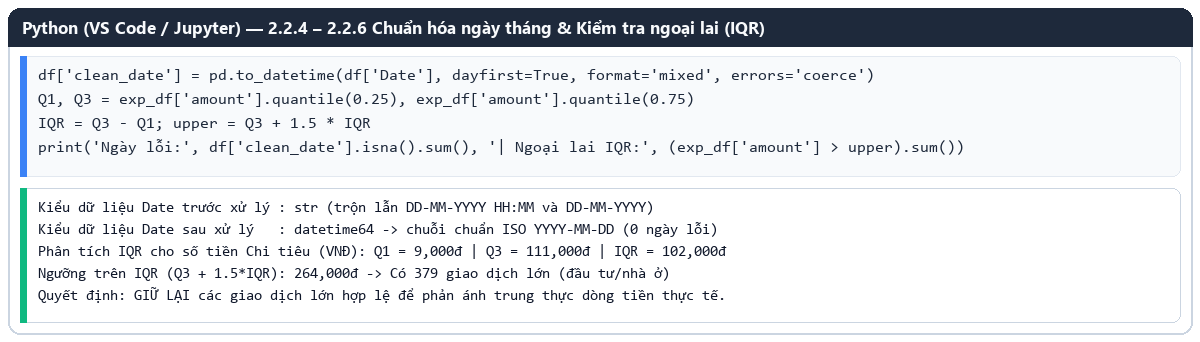 Python (VS Code / Jupyter) — 2.2.4 – 2.2.6 Chuẩn hóa ngày tháng & Kiểm tra ngoại lai (IQR)
df['clean_date'] = pd.to_datetime(df['Date'], dayfirst=True, format='mixed', errors='coerce')
Q1, Q3 = exp_df['amount'].quantile(0.25), exp_df['amount'].quantile(0.75)
IQR = Q3 - Q1; upper = Q3 + 1.5 * IQR
print('Ngày lỗi:', df['clean_date'].isna().sum(), '| Ngoại lai IQR:', (exp_df['amount'] > upper).sum())
Kiểu dữ liệu Date trước xử lý : str (trộn lẫn DD-MM-YYYY HH:MM và DD-MM-YYYY)
Kiểu dữ liệu Date sau xử lý   : datetime64 -> chuỗi chuẩn ISO YYYY-MM-DD (0 ngày lỗi)
Phân tích IQR cho số tiền Chi tiêu (VNĐ): Q1 = 9,000đ | Q3 = 111,000đ | IQR = 102,000đ
Ngưỡng trên IQR (Q3 + 1.5*IQR): 264,000đ -> Có 379 giao dịch lớn (đầu tư/nhà ở)
Quyết định: GIỮ LẠI các giao dịch lớn hợp lệ để phản ánh trung thực dòng tiền thực tế.